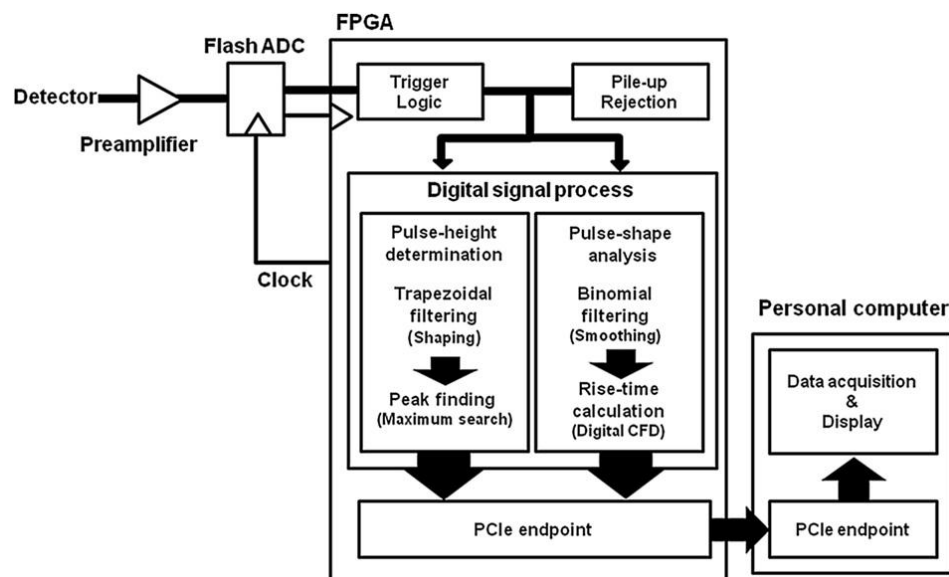 FPGA
Flash ADC
Detector
Preamplifier
Trigger
Logic
Pile-up
Rejection
Clock
Digital signal process
Pulse-height
determination
Trapezoidal
filtering
(Shaping)
Peak finding
(Maximum search)
Pulse-shape
analysis
Binomial
filtering
(Smoothing)
Rise-time
calculation
(Digital CFD)
PCIe endpoint
Personal computer
Data acquisition
&
Display
PCIe endpoint